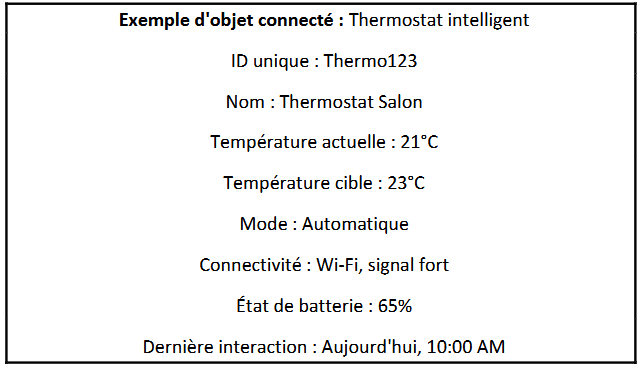 Exemple d'objet connecté : Thermostat intelligent
ID unique : Thermo123
Nom : Thermostat Salon
Température actuelle : 21°C
Température cible : 23°C
Mode : Automatique
Connectivité : Wi-Fi, signal fort
État de batterie : 65%
Dernière interaction : Aujourd'hui, 10:00 AM